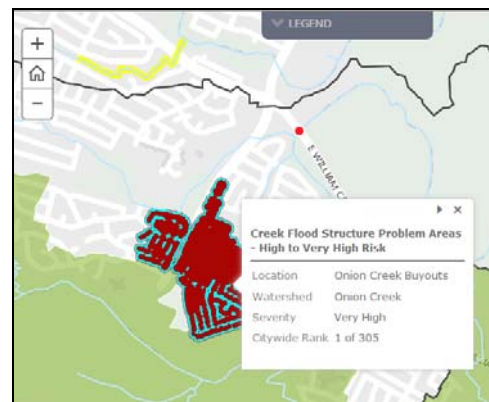 LEGEND
+
−
E WILLIAM C
Creek Flood Structure Problem Areas
- High to Very High Risk
Location Onion Creek Buyouts
Watershed Onion Creek
Severity Very High
Citywide Rank 1 of 305